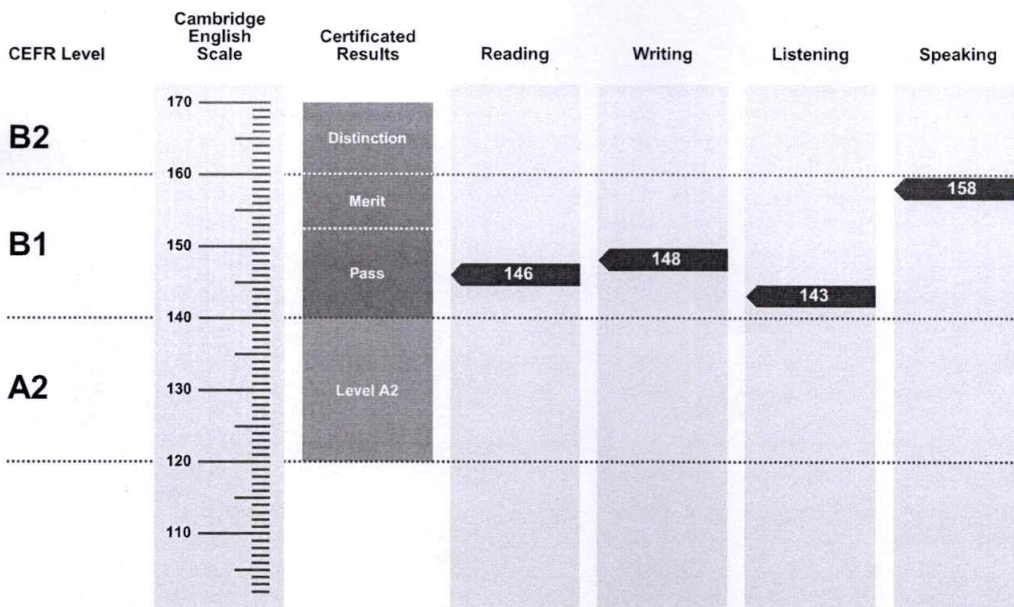 CEFR Level
Cambridge
English
Scale
Certificated
Results
Reading
Writing
Listening
Speaking
170
B2
Distinction
160
158
Merit
B1
150
148
Pass
146
143
140
A2
130
Level A2
120
110